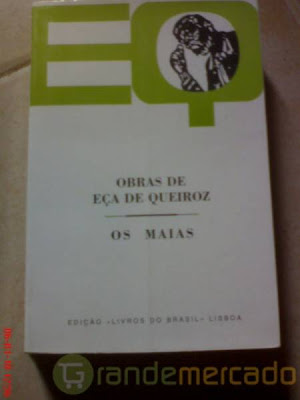 EQ
OBRAS DE
EÇA DE QUEIROZ
OS MAIAS
EDIÇÃO «LIVROS DO BRASIL» LISBOA
Grandemercado